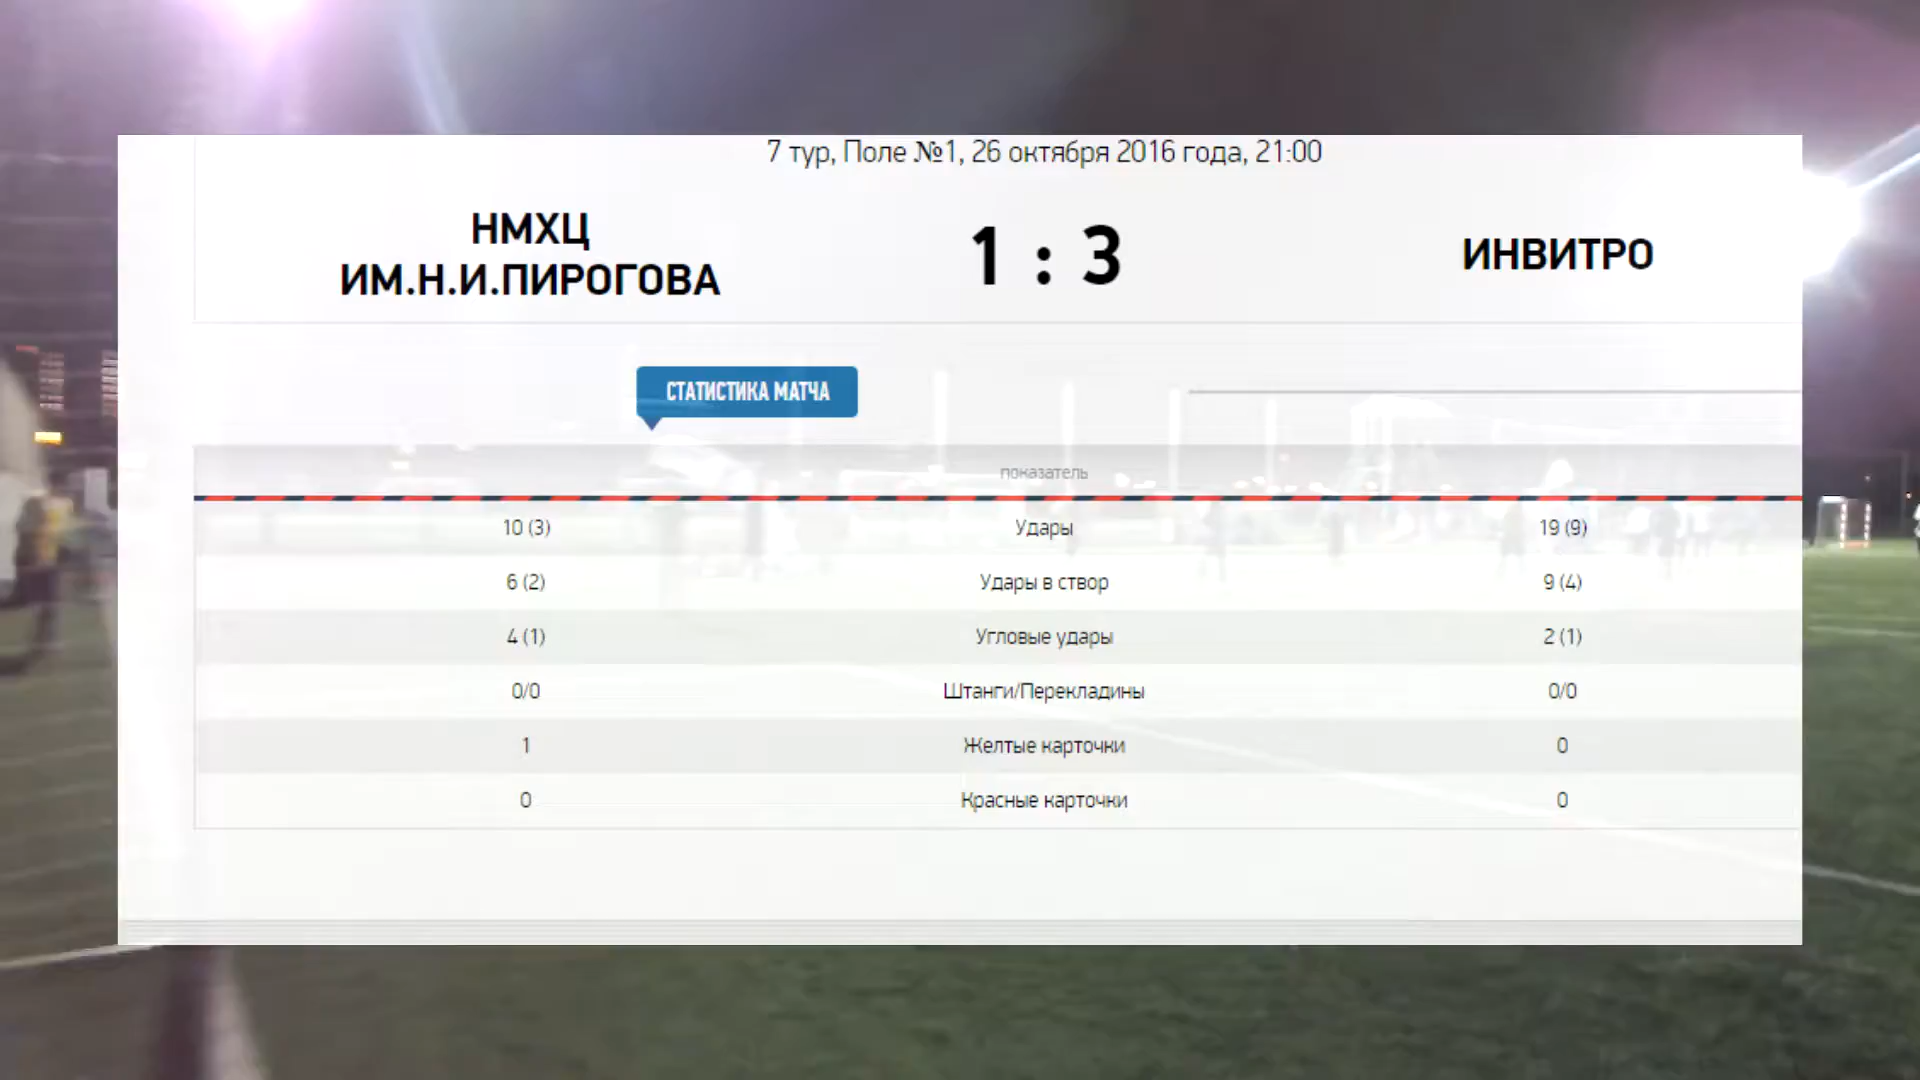 7 тур, Поле №1, 26 октября 2016 года, 21:00
НМХЦ
ИМ.Н.И.ПИРОГОВА
1 : 3
ИНВИТРО
СТАТИСТИКА МАТЧА
показатель
10 (3) Удары 19 (9)
6 (2) Удары в створ 9 (4)
4 (1) Угловые удары 2 (1)
0/0 Штанги/Перекладины 0/0
1 Желтые карточки 0
0 Красные карточки 0